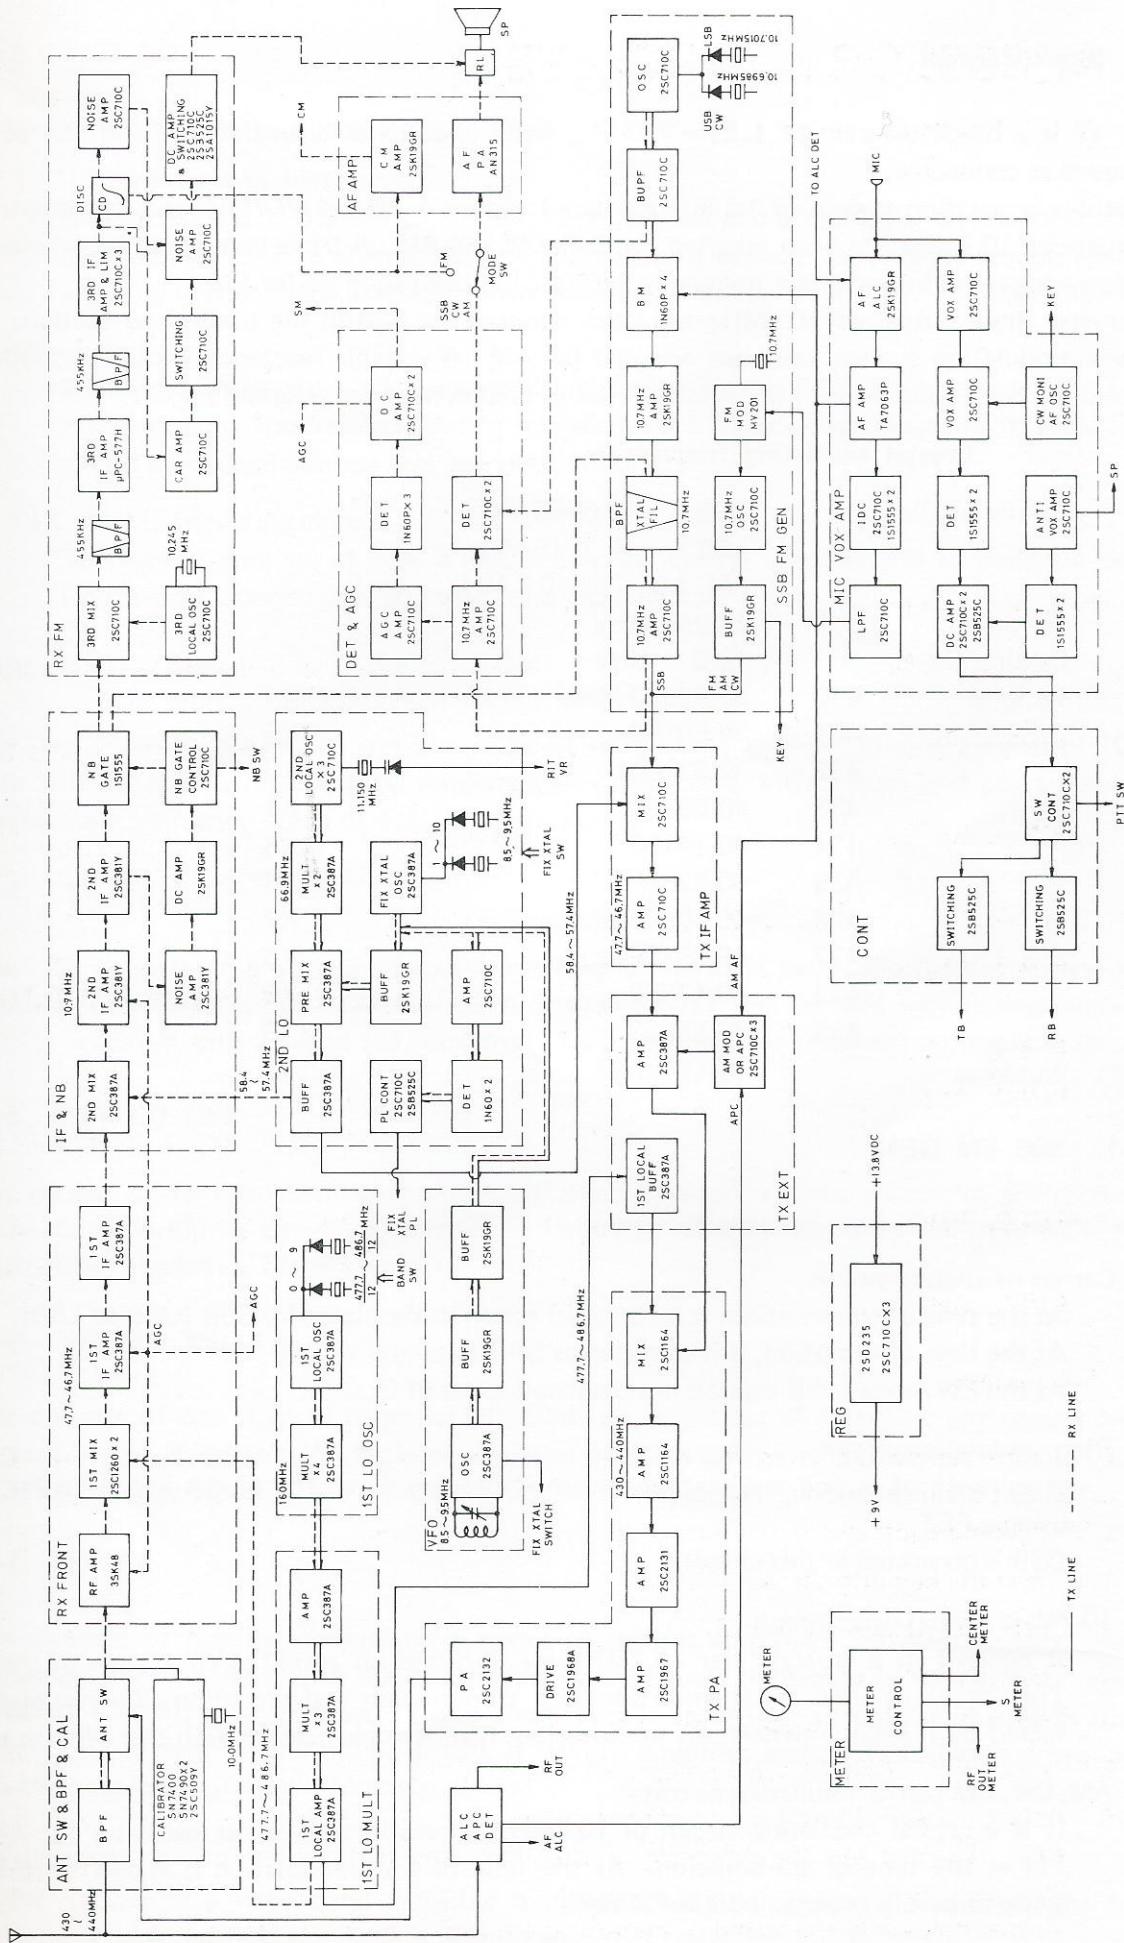 ANT SW & BPF & CAL
430
~
440MHz
BPF
ANT SW
CALIBRATOR
SN7400
SN7490X2
2SC509Y
10.0MHz
RX FRONT
RF AMP
3SK48
1ST MIX
2SC1260×2
47.7~46.7MHz
1ST
IF AMP
2SC387A
1ST
IF AMP
2SC387A
AGC
AGC
IF & NB
2ND MIX
2SC387A
10.7MHz
2ND
IF AMP
2SC381Y
2ND
IF AMP
2SC381Y
NB
GATE
1S1555
NOISE
AMP
2SC381Y
DC AMP
2SK19GR
NB GATE
CONTROL
2SC710C
NB SW
RX FM
3RD MIX
2SC710C
455KHz
BPF
3RD
IF AMP
μPC-577H
455KHz
BPF
3RD IF
AMP & LIM
2SC710C×3
DISC
CD
NOISE
AMP
2SC710C
3RD
LOCAL OSC
2SC710C
10.245
MHz
CAR AMP
2SC710C
SWITCHING
2SC710C
NOISE
AMP
2SC710C
DC AMP
& SWITCHING
2SC710C
2SB525C
2SA1015Y
1ST LO MULT
477.7~486.7MHz
1ST
LOCAL AMP
2SC387A
MULT
×3
2SC387A
AMP
2SC387A
1ST LO OSC
160MHz
MULT
×4
2SC387A
1ST
LOCAL OSC
2SC387A
0 ~ 9
477.7 ~ 486.7 MHz
12 12
BAND
SW
2ND LO
58.4
~
57.4MHz
BUFF
2SC387A
PRE MIX
2SC387A
66.9MHz
MULT
×2
2SC387A
2ND
LOCAL OSC
×3
2SC710C
11.150
MHz
RIT
VR
PL CONT
2SC710C
2SB525C
BUFF
2SK19GR
FIX XTAL
OSC
2SC387A
1 ~ 10
8.5~9.5MHz
FIX XTAL
SW
DET
1N60×2
AMP
2SC710C
FIX
XTAL
PL
DET & AGC
AGC
AMP
2SC710C
DET
1N60P×3
DC
AMP
2SC710C×2
AGC
SM
10.7MHz
AMP
2SC710C
DET
2SC710C×2
SSB
CW
AM
FM
MODE
SW
AF AMP
CM
AMP
2SK19GR
CM
AF
PA
AN315
RL
SP
VFO
8.5~9.5MHz
OSC
2SC387A
BUFF
2SK19GR
BUFF
2SK19GR
FIX XTAL
SWITCH
58.4~57.4MHz
477.7~486.7MHz
ALC
APC
DET
RF
OUT
AF
ALC
TX PA
PA
2SC2132
DRIVE
2SC1968A
AMP
2SC1967
AMP
2SC2131
430~440MHz
AMP
2SC1164
MIX
2SC1164
TX EXT
1ST LOCAL
BUFF
2SC387A
AMP
2SC387A
AM MOD
OR APC
2SC710C×3
APC
AM AF
TX IF AMP
47.7~46.7MHz
AMP
2SC710C
MIX
2SC710C
SSB FM GEN
SSB
FM
AM
CW
10.7MHz
AMP
2SC710C
BPF
XTAL
FIL
10.7MHz
10.7MHz
AMP
2SK19GR
BM
1N60P×4
BUPF
2SC710C
OSC
2SC710C
USB
CW
LSB
10.6985MHz
10.7015MHz
BUFF
2SK19GR
10.7MHz
OSC
2SC710C
FM
MOD
MV201
10.7MHz
KEY
MIC VOX AMP
LPF
2SC710C
IDC
2SC710C
1S1555×2
AF AMP
TA7063P
AF
ALC
2SK19GR
TO ALC DET
MIC
DC AMP
2SC710C×2
2SB525C
DET
1S1555×2
VOX AMP
2SC710C
VOX AMP
2SC710C
DET
1S1555×2
ANTI
VOX AMP
2SC710C
SP
CW MONI
AF OSC
2SC710C
KEY
CONT
SWITCHING
2SB525C
TB
SWITCHING
2SB525C
RB
SW
CONT
2SC710C×2
PTT SW
REG
+9V
2SD235
2SC710C×3
+13.8VDC
METER
METER
METER
CONTROL
RF
OUT
METER
S
METER
CENTER
METER
TX LINE
RX LINE